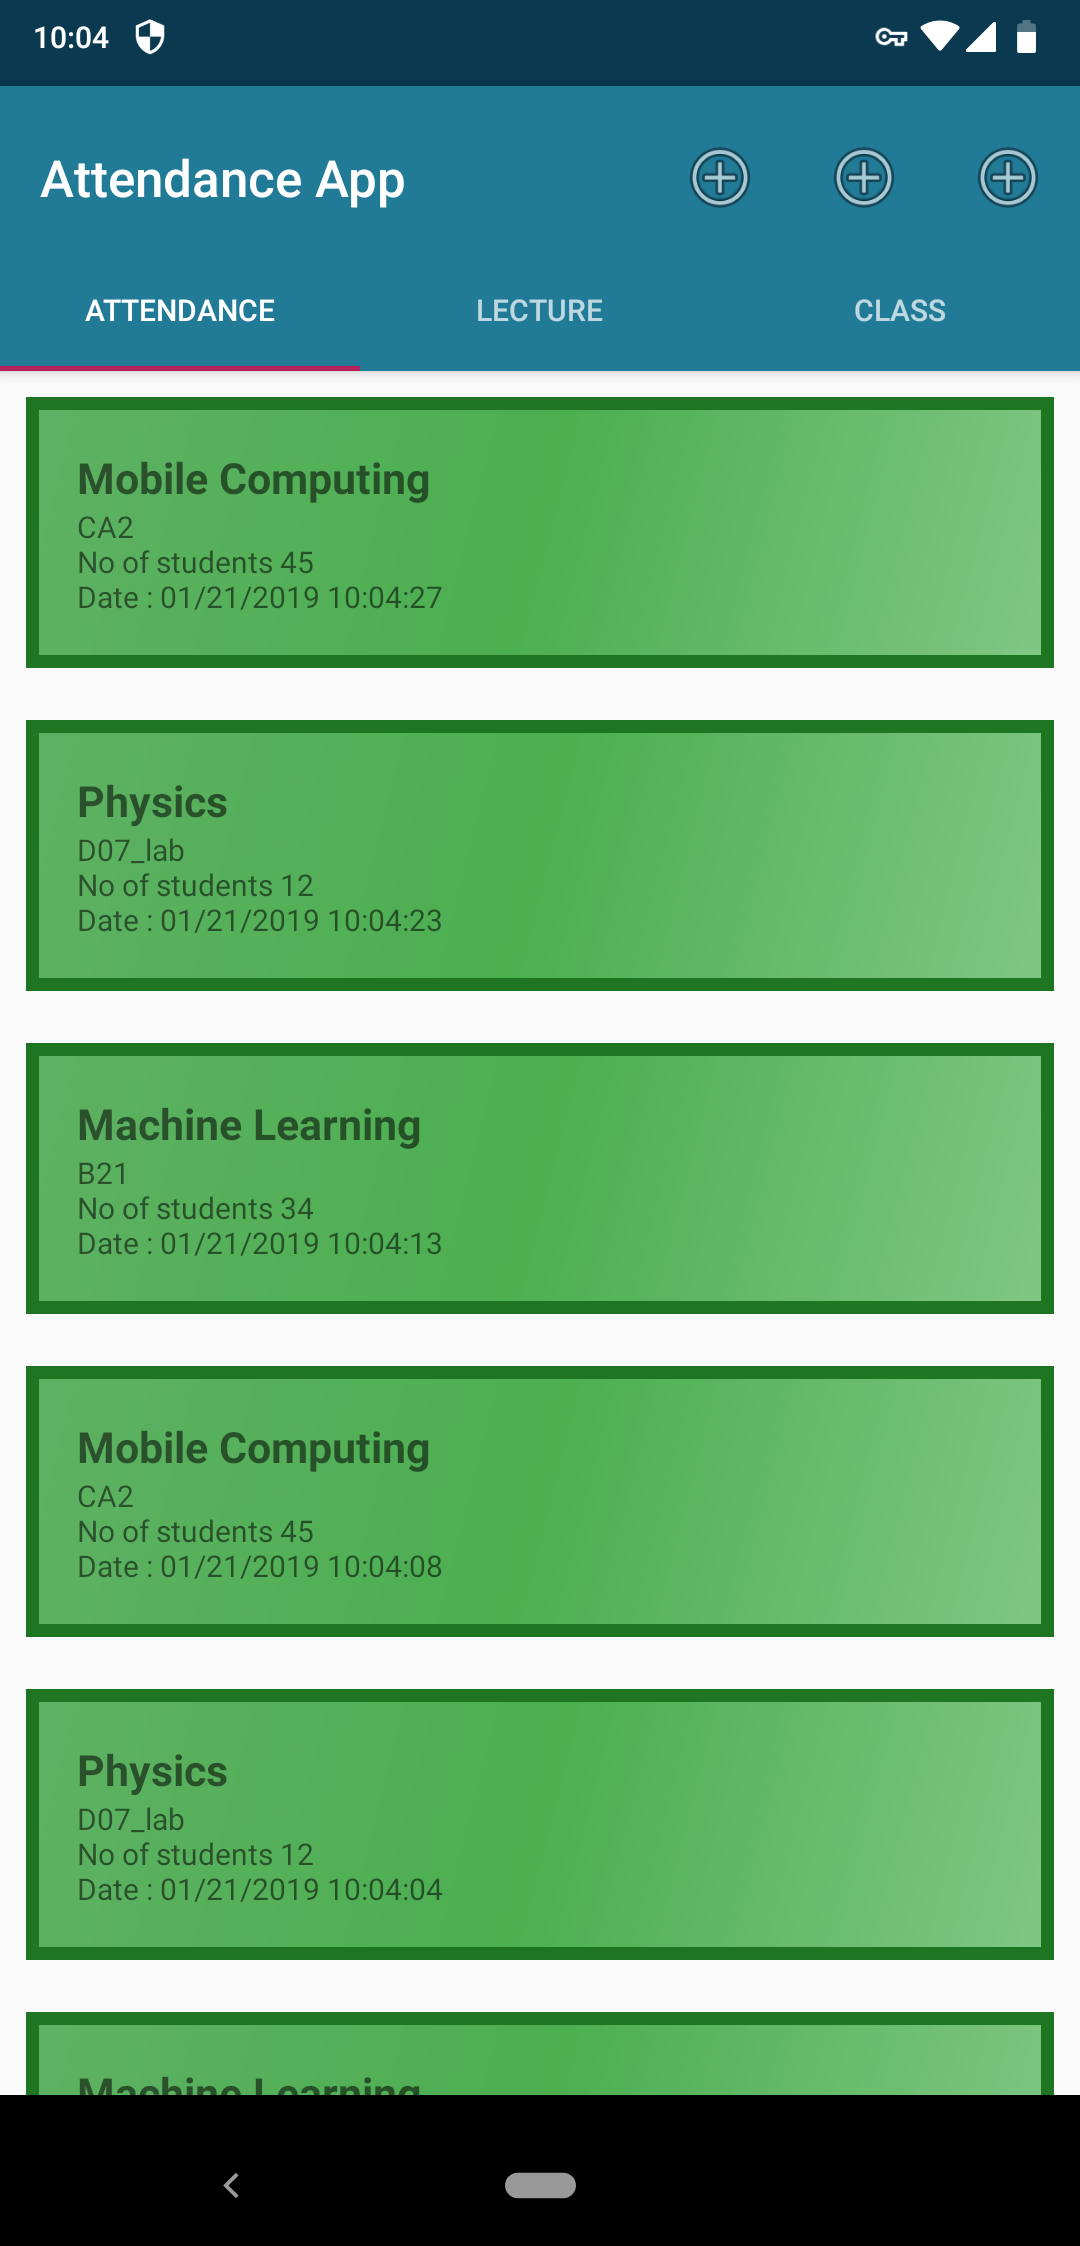 10:04
Attendance App
ATTENDANCE LECTURE CLASS
Mobile Computing
CA2
No of students 45
Date : 01/21/2019 10:04:27
Physics
D07_lab
No of students 12
Date : 01/21/2019 10:04:23
Machine Learning
B21
No of students 34
Date : 01/21/2019 10:04:13
Mobile Computing
CA2
No of students 45
Date : 01/21/2019 10:04:08
Physics
D07_lab
No of students 12
Date : 01/21/2019 10:04:04
Machine Learning